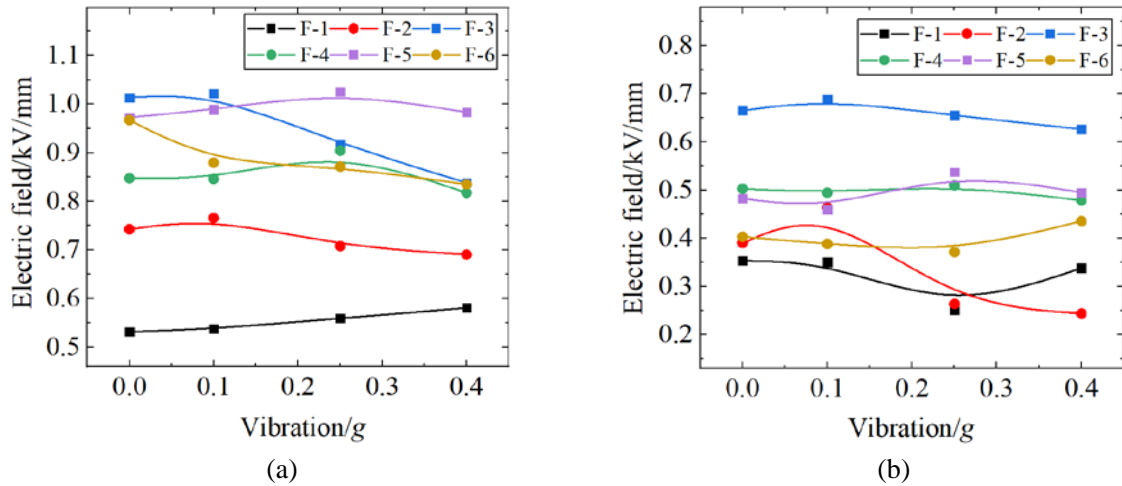 F-1 F-2 F-3
F-4 F-5 F-6
Electric field/kV/mm
1.1
1.0
0.9
0.8
0.7
0.6
0.5
0.0 0.1 0.2 0.3 0.4
Vibration/g
(a)
F-1 F-2 F-3
F-4 F-5 F-6
Electric field/kV/mm
0.8
0.7
0.6
0.5
0.4
0.3
0.2
0.0 0.1 0.2 0.3 0.4
Vibration/g
(b)